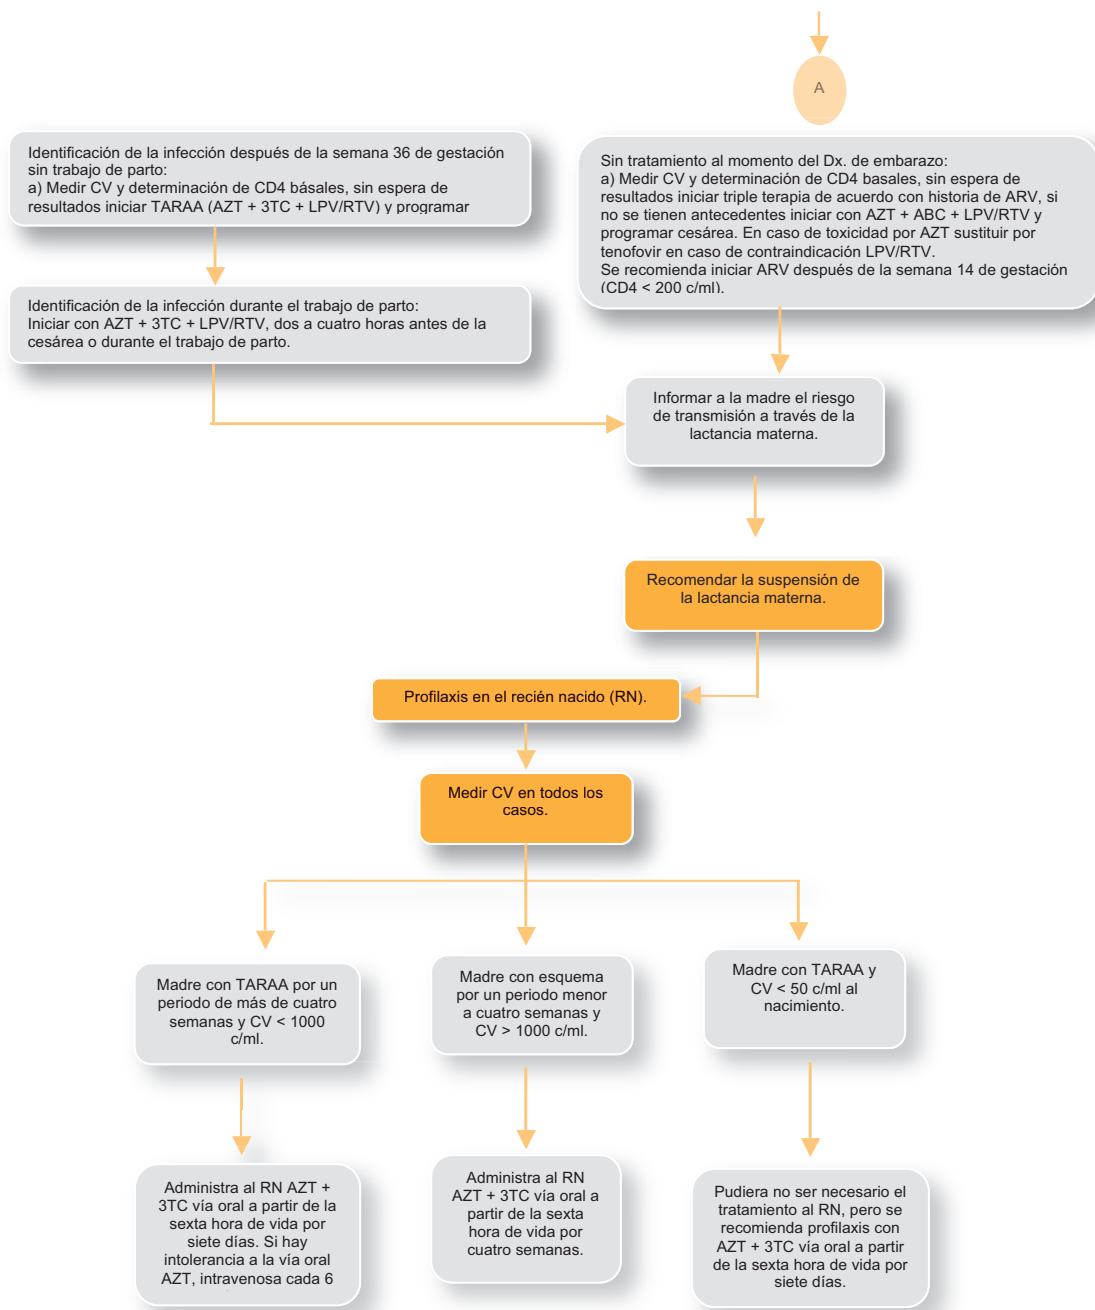 A
Identificación de la infección después de la semana 36 de gestación
sin trabajo de parto:
a) Medir CV y determinación de CD4 básales, sin espera de
resultados iniciar TARAA (AZT + 3TC + LPV/RTV) y programar
Sin tratamiento al momento del Dx. de embarazo:
a) Medir CV y determinación de CD4 basales, sin espera de
resultados iniciar triple terapia de acuerdo con historia de ARV, si
no se tienen antecedentes iniciar con AZT + ABC + LPV/RTV y
programar cesárea. En caso de toxicidad por AZT sustituir por
tenofovir en caso de contraindicación LPV/RTV.
Se recomienda iniciar ARV después de la semana 14 de gestación
(CD4 < 200 c/ml).
Identificación de la infección durante el trabajo de parto:
Iniciar con AZT + 3TC + LPV/RTV, dos a cuatro horas antes de la
cesárea o durante el trabajo de parto.
Informar a la madre el riesgo
de transmisión a través de la
lactancia materna.
Recomendar la suspensión de
la lactancia materna.
Profilaxis en el recién nacido (RN).
Medir CV en todos los
casos.
Madre con TARAA por un
periodo de más de cuatro
semanas y CV < 1000
c/ml.
Madre con esquema
por un periodo menor
a cuatro semanas y
CV > 1000 c/ml.
Madre con TARAA y
CV < 50 c/ml al
nacimiento.
Administra al RN AZT +
3TC vía oral a partir de la
sexta hora de vida por
siete días. Si hay
intolerancia a la vía oral
AZT, intravenosa cada 6
Administra al RN
AZT + 3TC vía oral a
partir de la sexta
hora de vida por
cuatro semanas.
Pudiera no ser necesario el
tratamiento al RN, pero se
recomienda profilaxis con
AZT + 3TC vía oral a partir
de la sexta hora de vida por
siete días.